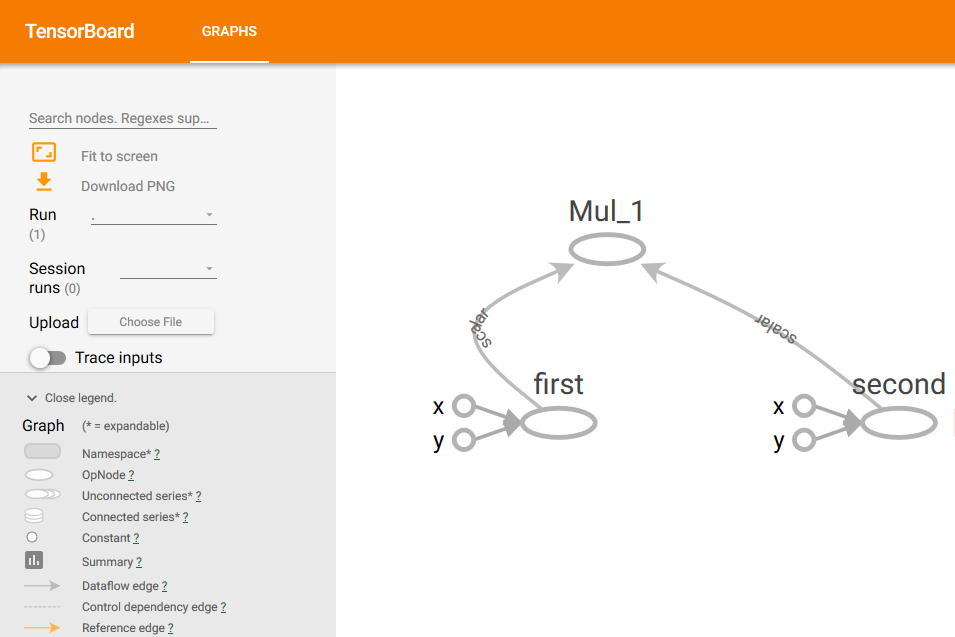 TensorBoard GRAPHS
Search nodes. Regexes sup...
Fit to screen
Download PNG
Run .
(1)
Session
runs (0)
Upload Choose File
Trace inputs
Close legend.
Graph (* = expandable)
Namespace* ?
OpNode ?
Unconnected series* ?
Connected series* ?
Constant ?
Summary ?
Dataflow edge ?
Control dependency edge ?
Reference edge ?
Mul_1
scalar
scalar
first
second
x
y
x
y